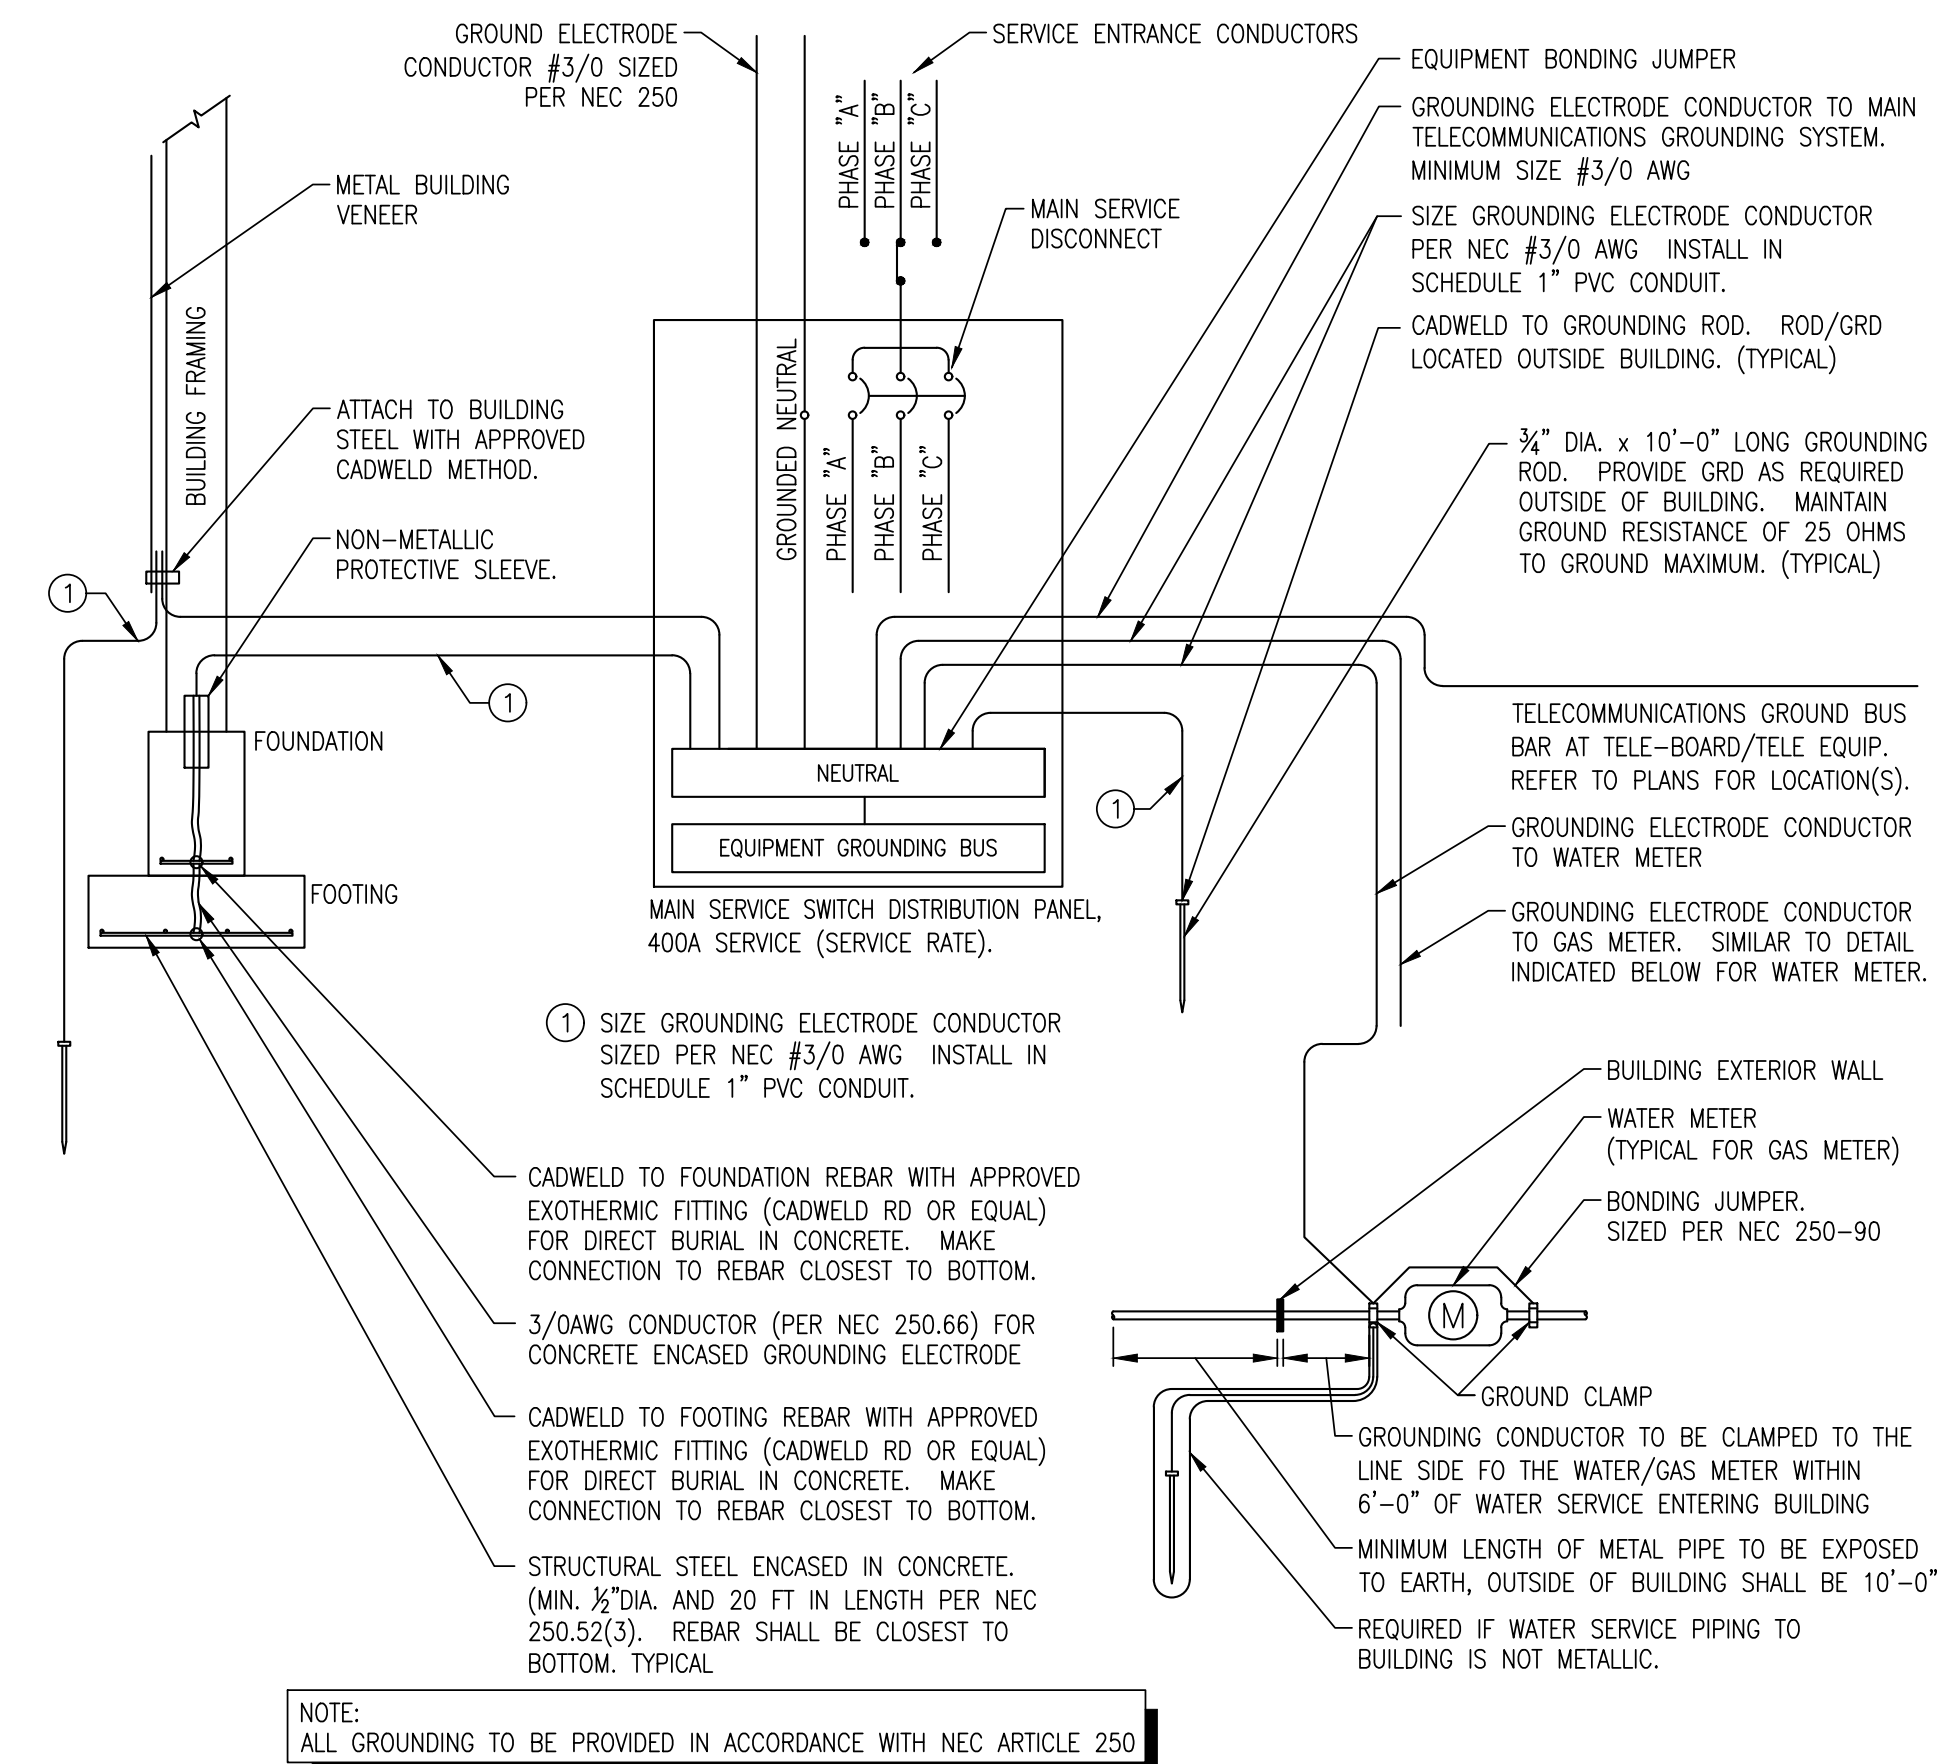 GROUND ELECTRODE
CONDUCTOR #3/0 SIZED
PER NEC 250
SERVICE ENTRANCE CONDUCTORS
PHASE "A"
PHASE "B"
PHASE "C"
EQUIPMENT BONDING JUMPER
GROUNDING ELECTRODE CONDUCTOR TO MAIN
TELECOMMUNICATIONS GROUNDING SYSTEM.
MINIMUM SIZE #3/0 AWG
METAL BUILDING
VENEER
MAIN SERVICE
DISCONNECT
SIZE GROUNDING ELECTRODE CONDUCTOR
PER NEC #3/0 AWG INSTALL IN
SCHEDULE 1" PVC CONDUIT.
CADWELD TO GROUNDING ROD. ROD/GRD
LOCATED OUTSIDE BUILDING. (TYPICAL)
BUILDING FRAMING
GROUNDED NEUTRAL
PHASE "A"
PHASE "B"
PHASE "C"
ATTACH TO BUILDING
STEEL WITH APPROVED
CADWELD METHOD.
¾" DIA. x 10'-0" LONG GROUNDING
ROD. PROVIDE GRD AS REQUIRED
OUTSIDE OF BUILDING. MAINTAIN
GROUND RESISTANCE OF 25 OHMS
TO GROUND MAXIMUM. (TYPICAL)
NON-METALLIC
PROTECTIVE SLEEVE.
1
1
FOUNDATION
NEUTRAL
EQUIPMENT GROUNDING BUS
1
TELECOMMUNICATIONS GROUND BUS
BAR AT TELE-BOARD/TELE EQUIP.
REFER TO PLANS FOR LOCATION(S).
GROUNDING ELECTRODE CONDUCTOR
TO WATER METER
FOOTING
MAIN SERVICE SWITCH DISTRIBUTION PANEL,
400A SERVICE (SERVICE RATE).
GROUNDING ELECTRODE CONDUCTOR
TO GAS METER. SIMILAR TO DETAIL
INDICATED BELOW FOR WATER METER.
1 SIZE GROUNDING ELECTRODE CONDUCTOR
SIZED PER NEC #3/0 AWG INSTALL IN
SCHEDULE 1" PVC CONDUIT.
BUILDING EXTERIOR WALL
WATER METER
(TYPICAL FOR GAS METER)
BONDING JUMPER.
SIZED PER NEC 250-90
M
GROUND CLAMP
CADWELD TO FOUNDATION REBAR WITH APPROVED
EXOTHERMIC FITTING (CADWELD RD OR EQUAL)
FOR DIRECT BURIAL IN CONCRETE. MAKE
CONNECTION TO REBAR CLOSEST TO BOTTOM.
3/0AWG CONDUCTOR (PER NEC 250.66) FOR
CONCRETE ENCASED GROUNDING ELECTRODE
CADWELD TO FOOTING REBAR WITH APPROVED
EXOTHERMIC FITTING (CADWELD RD OR EQUAL)
FOR DIRECT BURIAL IN CONCRETE. MAKE
CONNECTION TO REBAR CLOSEST TO BOTTOM.
STRUCTURAL STEEL ENCASED IN CONCRETE.
(MIN. ½"DIA. AND 20 FT IN LENGTH PER NEC
250.52(3). REBAR SHALL BE CLOSEST TO
BOTTOM. TYPICAL
GROUNDING CONDUCTOR TO BE CLAMPED TO THE
LINE SIDE FO THE WATER/GAS METER WITHIN
6'-0" OF WATER SERVICE ENTERING BUILDING
MINIMUM LENGTH OF METAL PIPE TO BE EXPOSED
TO EARTH, OUTSIDE OF BUILDING SHALL BE 10'-0"
REQUIRED IF WATER SERVICE PIPING TO
BUILDING IS NOT METALLIC.
NOTE:
ALL GROUNDING TO BE PROVIDED IN ACCORDANCE WITH NEC ARTICLE 250